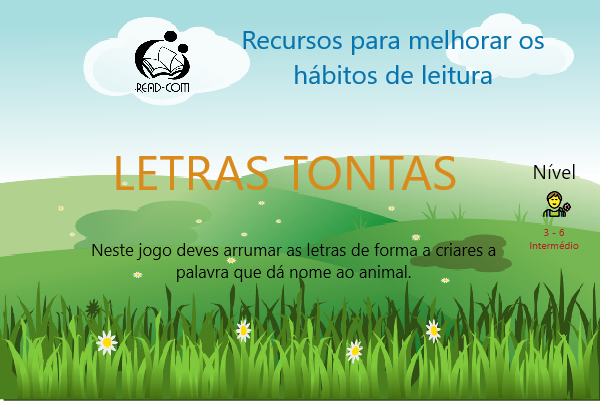 Recursos para melhorar os
hábitos de leitura
READ-COM
LETRAS TONTAS
Nível
3 - 6
Intermédio
Neste jogo deves arrumar as letras de forma a criares a
palavra que dá nome ao animal.